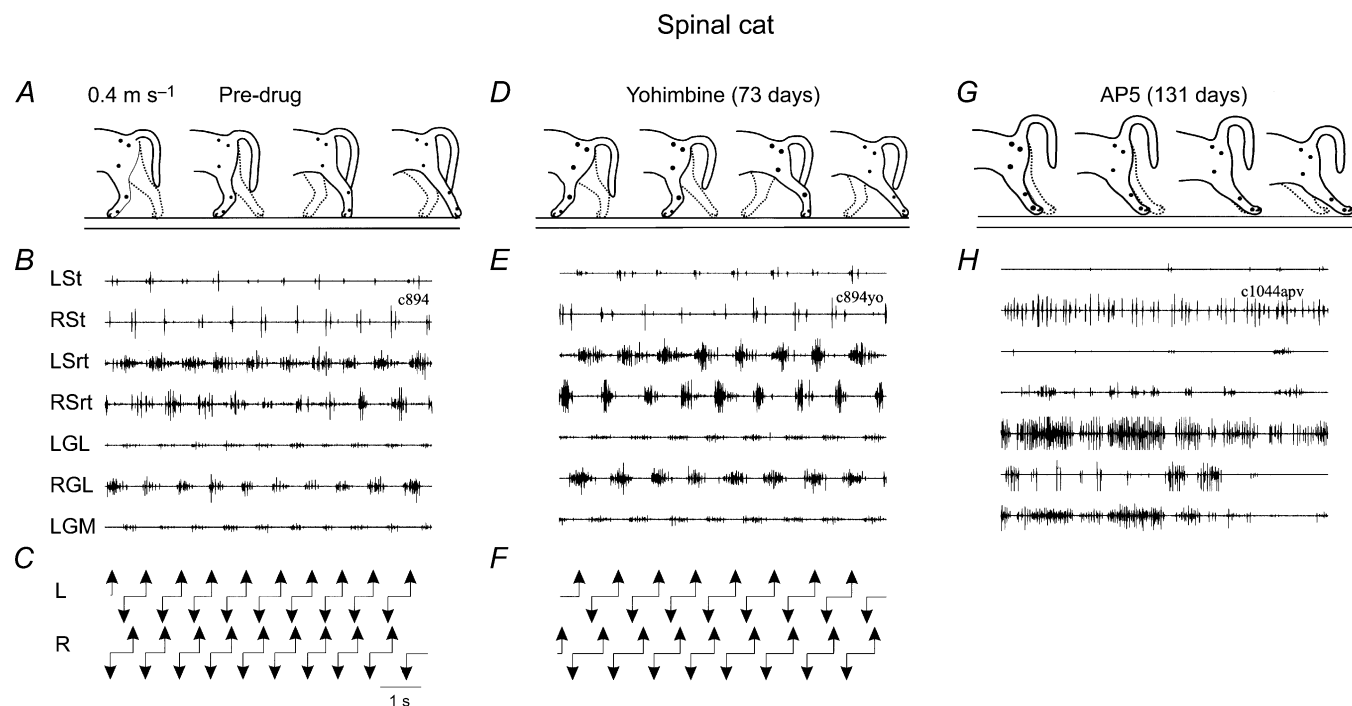 Spinal cat
A 0.4 m s⁻¹ Pre-drug
D Yohimbine (73 days)
G AP5 (131 days)
B
LSt
c894
RSt
LSrt
RSrt
LGL
RGL
LGM
E
c894yo
H
c1044apv
C
L
R
1 s
F